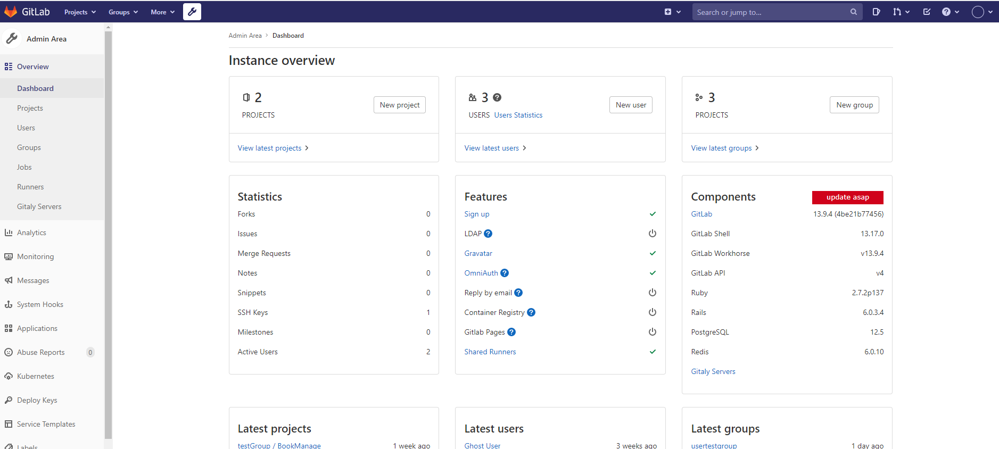 GitLab Projects Groups More Search or jump to...
Admin Area
Overview
Dashboard
Projects
Users
Groups
Jobs
Runners
Gitaly Servers
Analytics
Monitoring
Messages
System Hooks
Applications
Abuse Reports 0
Kubernetes
Deploy Keys
Service Templates
Labels
Admin Area > Dashboard
Instance overview
2
PROJECTS
New project
View latest projects
3
USERS Users Statistics
New user
View latest users
3
PROJECTS
New group
View latest groups
Statistics
Forks 0
Issues 0
Merge Requests 0
Notes 0
Snippets 0
SSH Keys 1
Milestones 0
Active Users 2
Features
Sign up
LDAP ?
Gravatar
OmniAuth ?
Reply by email ?
Container Registry ?
Gitlab Pages ?
Shared Runners
Components update asap
GitLab 13.9.4 (4be21b77456)
GitLab Shell 13.17.0
GitLab Workhorse v13.9.4
GitLab API v4
Ruby 2.7.2p137
Rails 6.0.3.4
PostgreSQL 12.5
Redis 6.0.10
Gitaly Servers
Latest projects
testGroup / BookManage 1 week ago
Latest users
Ghost User 3 weeks ago
Latest groups
usertestgroup 1 day ago